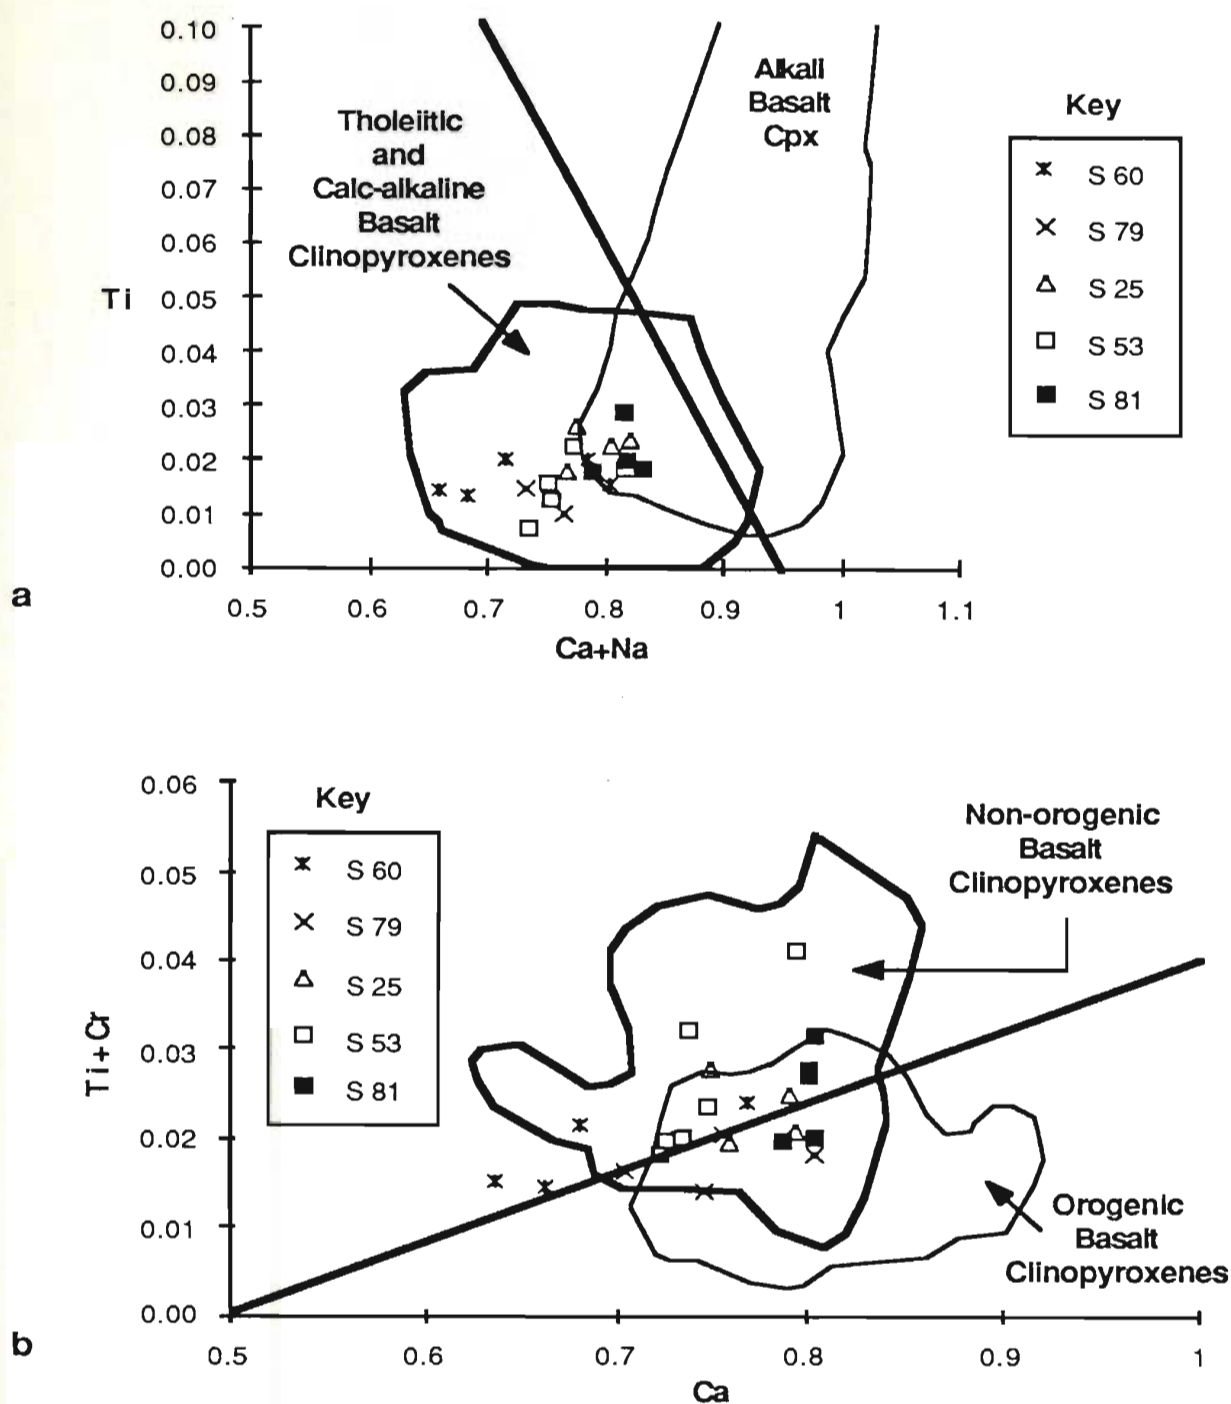 0.10
0.09
0.08
0.07
0.06
0.05
0.04
0.03
0.02
0.01
0.00
Ti
Tholeiitic
and
Calc-alkaline
Basalt
Clinopyroxenes
Alkali
Basalt
Cpx
Key
S 60
S 79
S 25
S 53
S 81
0.5 0.6 0.7 0.8 0.9 1 1.1
Ca+Na
a
0.06
0.05
0.04
0.03
0.02
0.01
0.00
Ti+Cr
Key
S 60
S 79
S 25
S 53
S 81
Non-orogenic
Basalt
Clinopyroxenes
Orogenic
Basalt
Clinopyroxenes
0.5 0.6 0.7 0.8 0.9 1
Ca
b